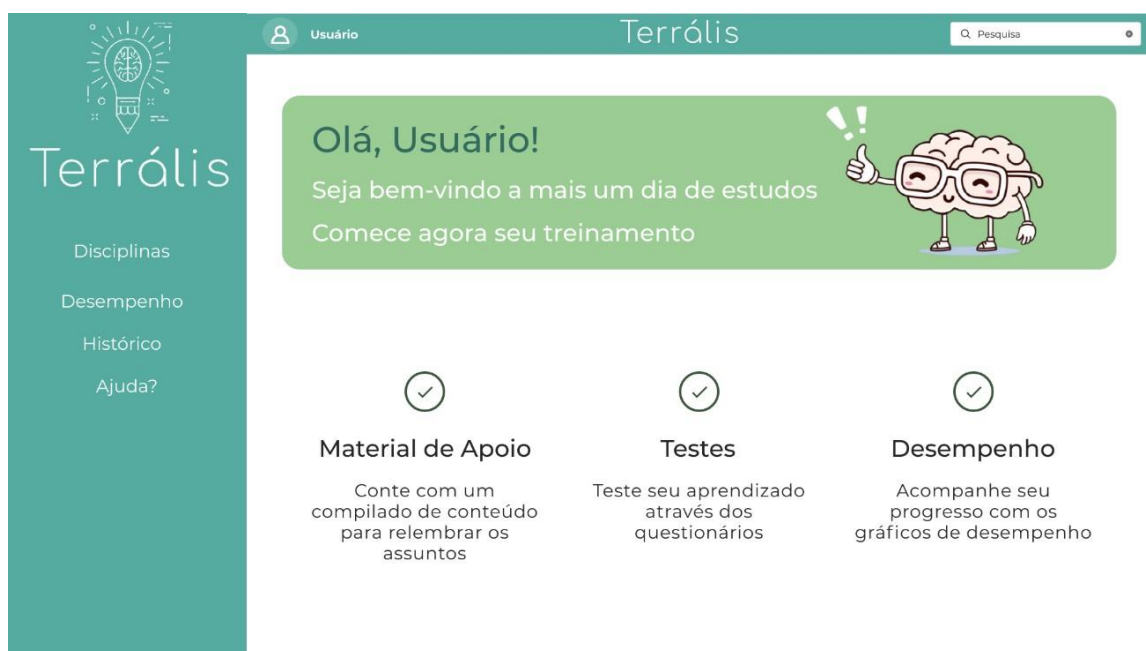 Terrális
Disciplinas
Desempenho
Histórico
Ajuda?
Usuário
Terrális
Pesquisa
Olá, Usuário!
Seja bem-vindo a mais um dia de estudos
Comece agora seu treinamento
Material de Apoio
Conte com um
compilado de conteúdo
para relembrar os
assuntos
Testes
Teste seu aprendizado
através dos
questionários
Desempenho
Acompanhe seu
progresso com os
gráficos de desempenho